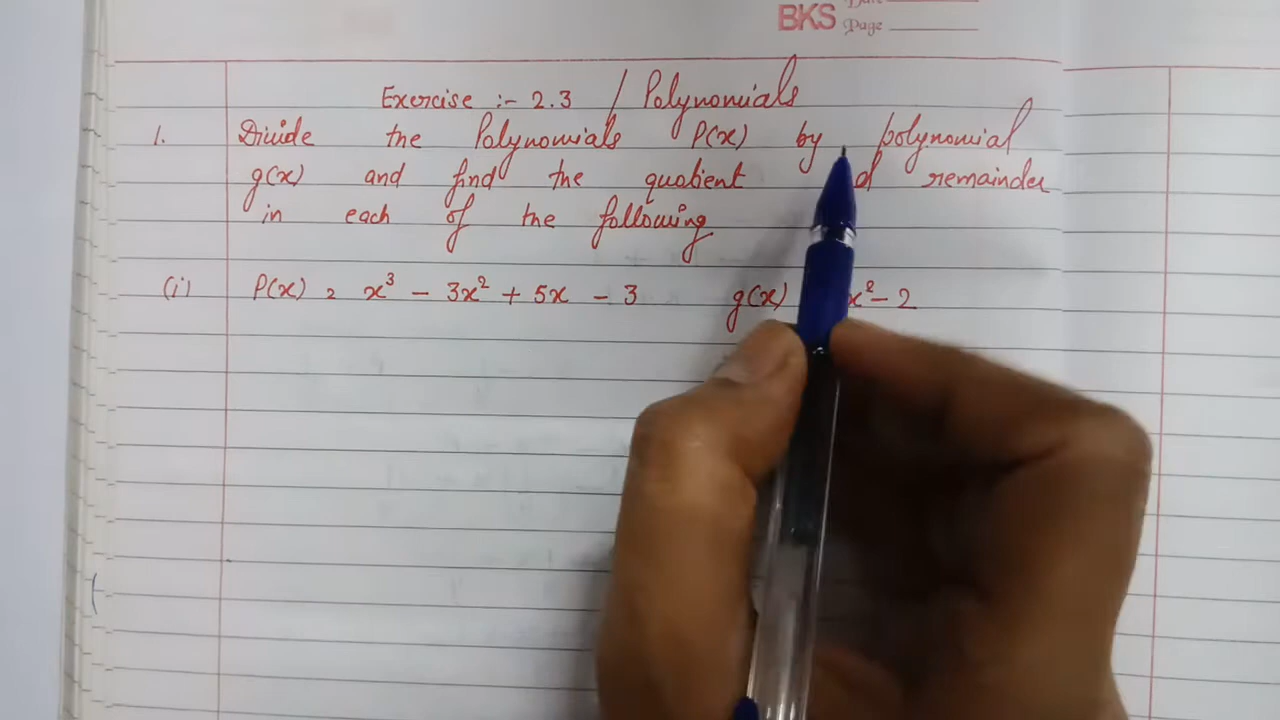 BKS Date
Page
Exercise :- 2.3 / Polynomials
1. Divide the Polynomials P(x) by polynomial
g(x) and find the quotient remainder
in each of the following
(i) P(x) = x³ - 3x² + 5x - 3 g(x) x² - 2